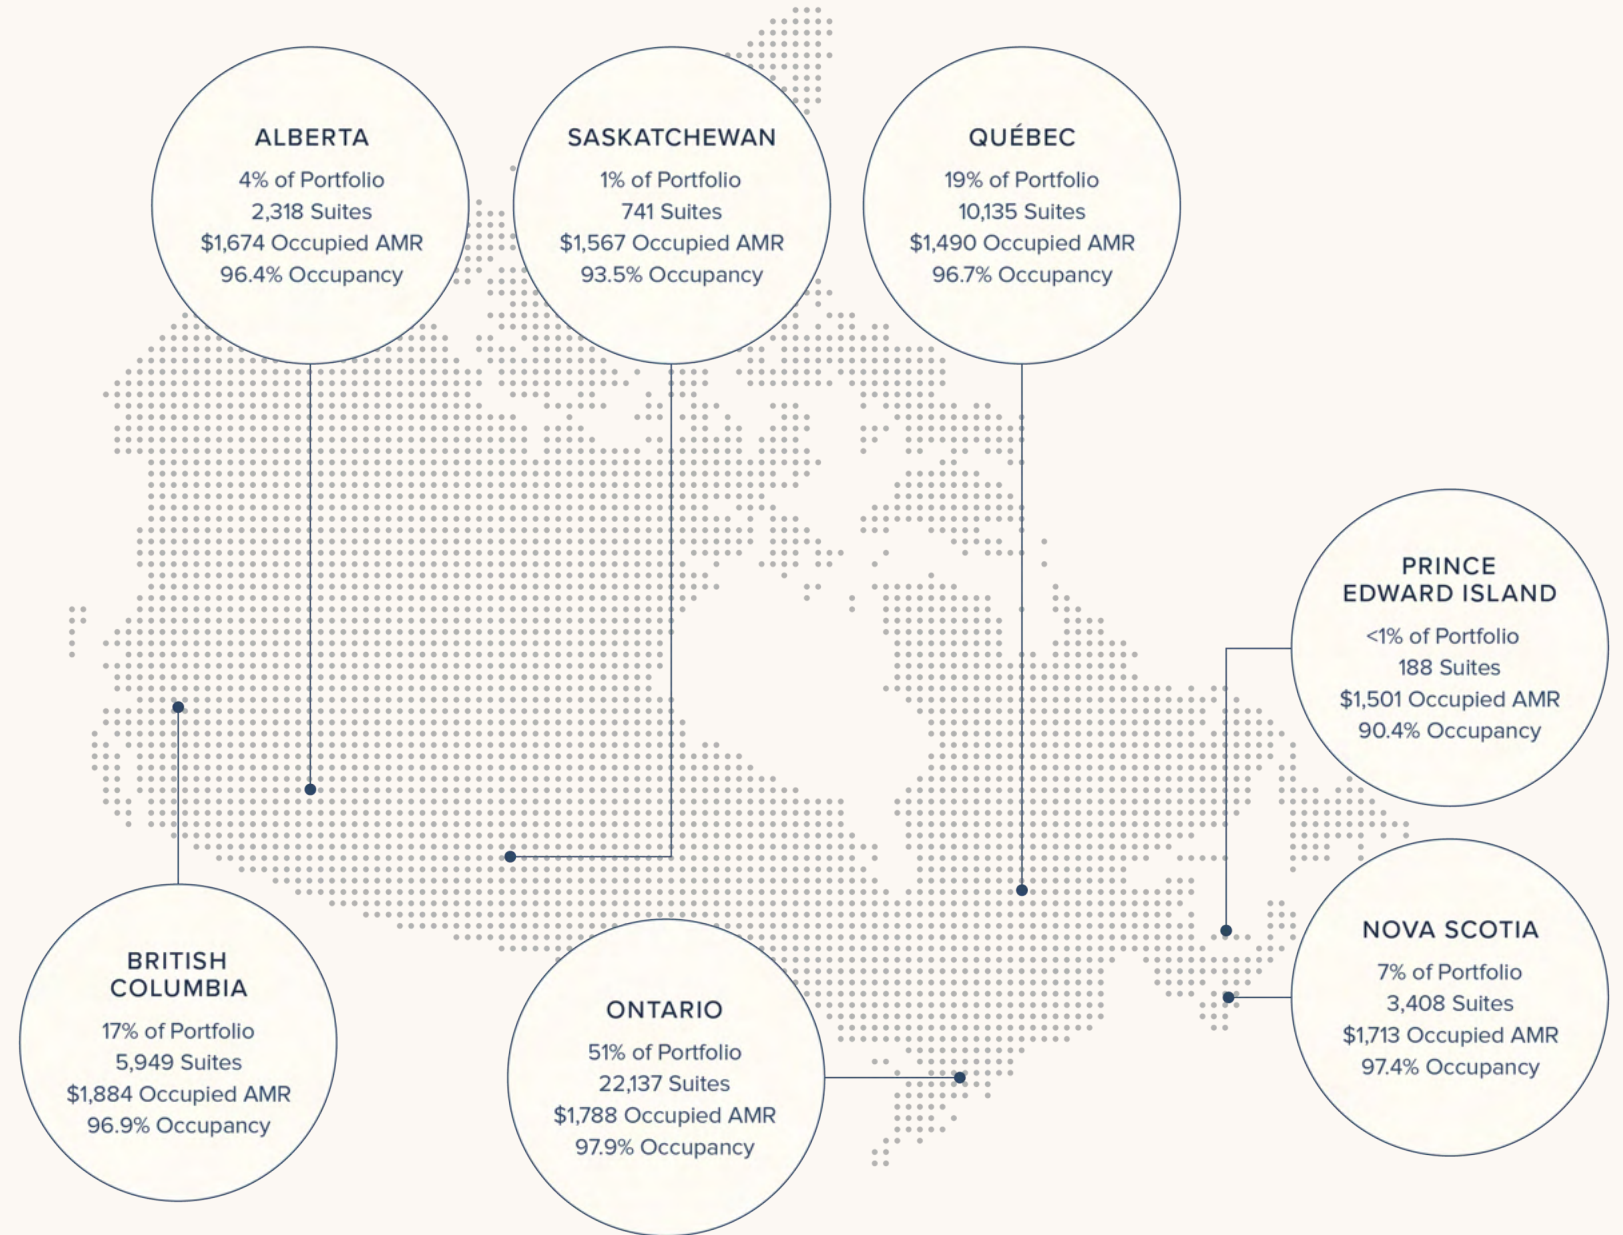 ALBERTA
4% of Portfolio
2,318 Suites
$1,674 Occupied AMR
96.4% Occupancy
SASKATCHEWAN
1% of Portfolio
741 Suites
$1,567 Occupied AMR
93.5% Occupancy
QUÉBEC
19% of Portfolio
10,135 Suites
$1,490 Occupied AMR
96.7% Occupancy
PRINCE
EDWARD ISLAND
<1% of Portfolio
188 Suites
$1,501 Occupied AMR
90.4% Occupancy
BRITISH
COLUMBIA
17% of Portfolio
5,949 Suites
$1,884 Occupied AMR
96.9% Occupancy
ONTARIO
51% of Portfolio
22,137 Suites
$1,788 Occupied AMR
97.9% Occupancy
NOVA SCOTIA
7% of Portfolio
3,408 Suites
$1,713 Occupied AMR
97.4% Occupancy